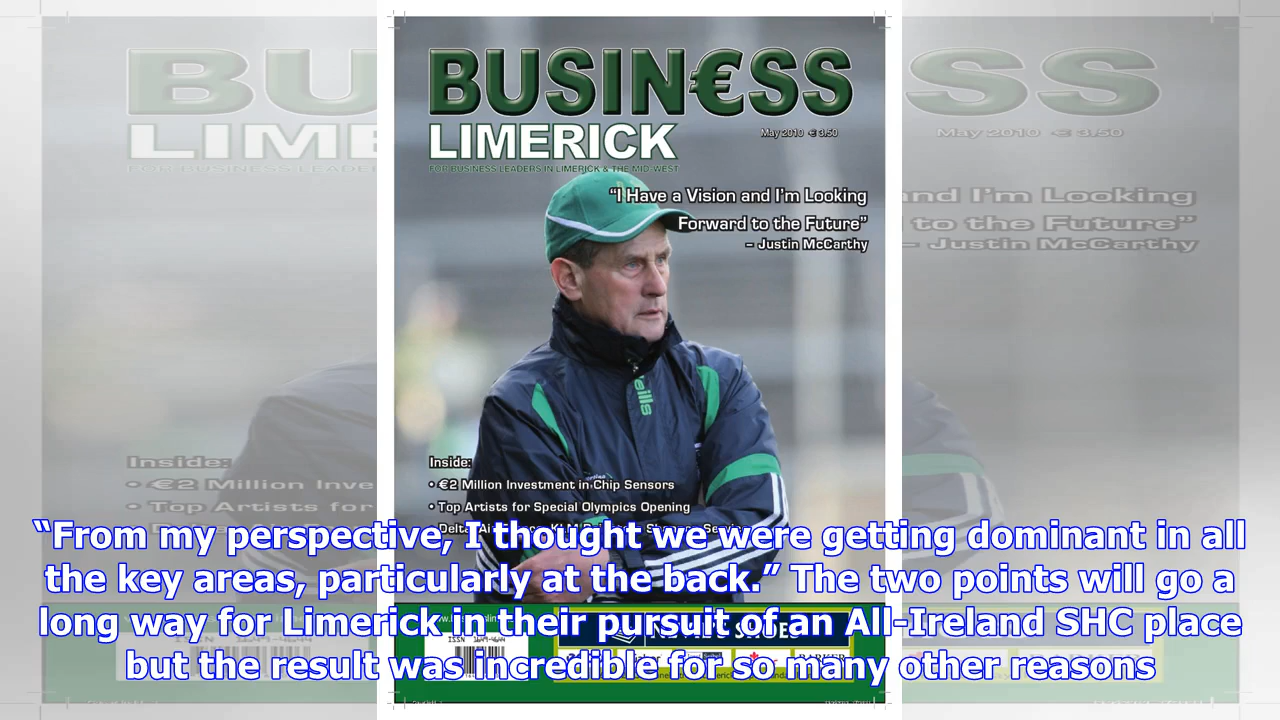 BUSIN€SS
LIMERICK
May 2010 € 3.50
FOR BUSINESS LEADERS IN LIMERICK & THE MID-WEST
“I Have a Vision and I’m Looking
Forward to the Future”
– Justin McCarthy
Inside:
• €2 Million Investment in Chip Sensors
• Top Artists for Special Olympics Opening
“From my perspective, I thought we were getting dominant in all
the key areas, particularly at the back.” The two points will go a
long way for Limerick in their pursuit of an All-Ireland SHC place
but the result was incredible for so many other reasons